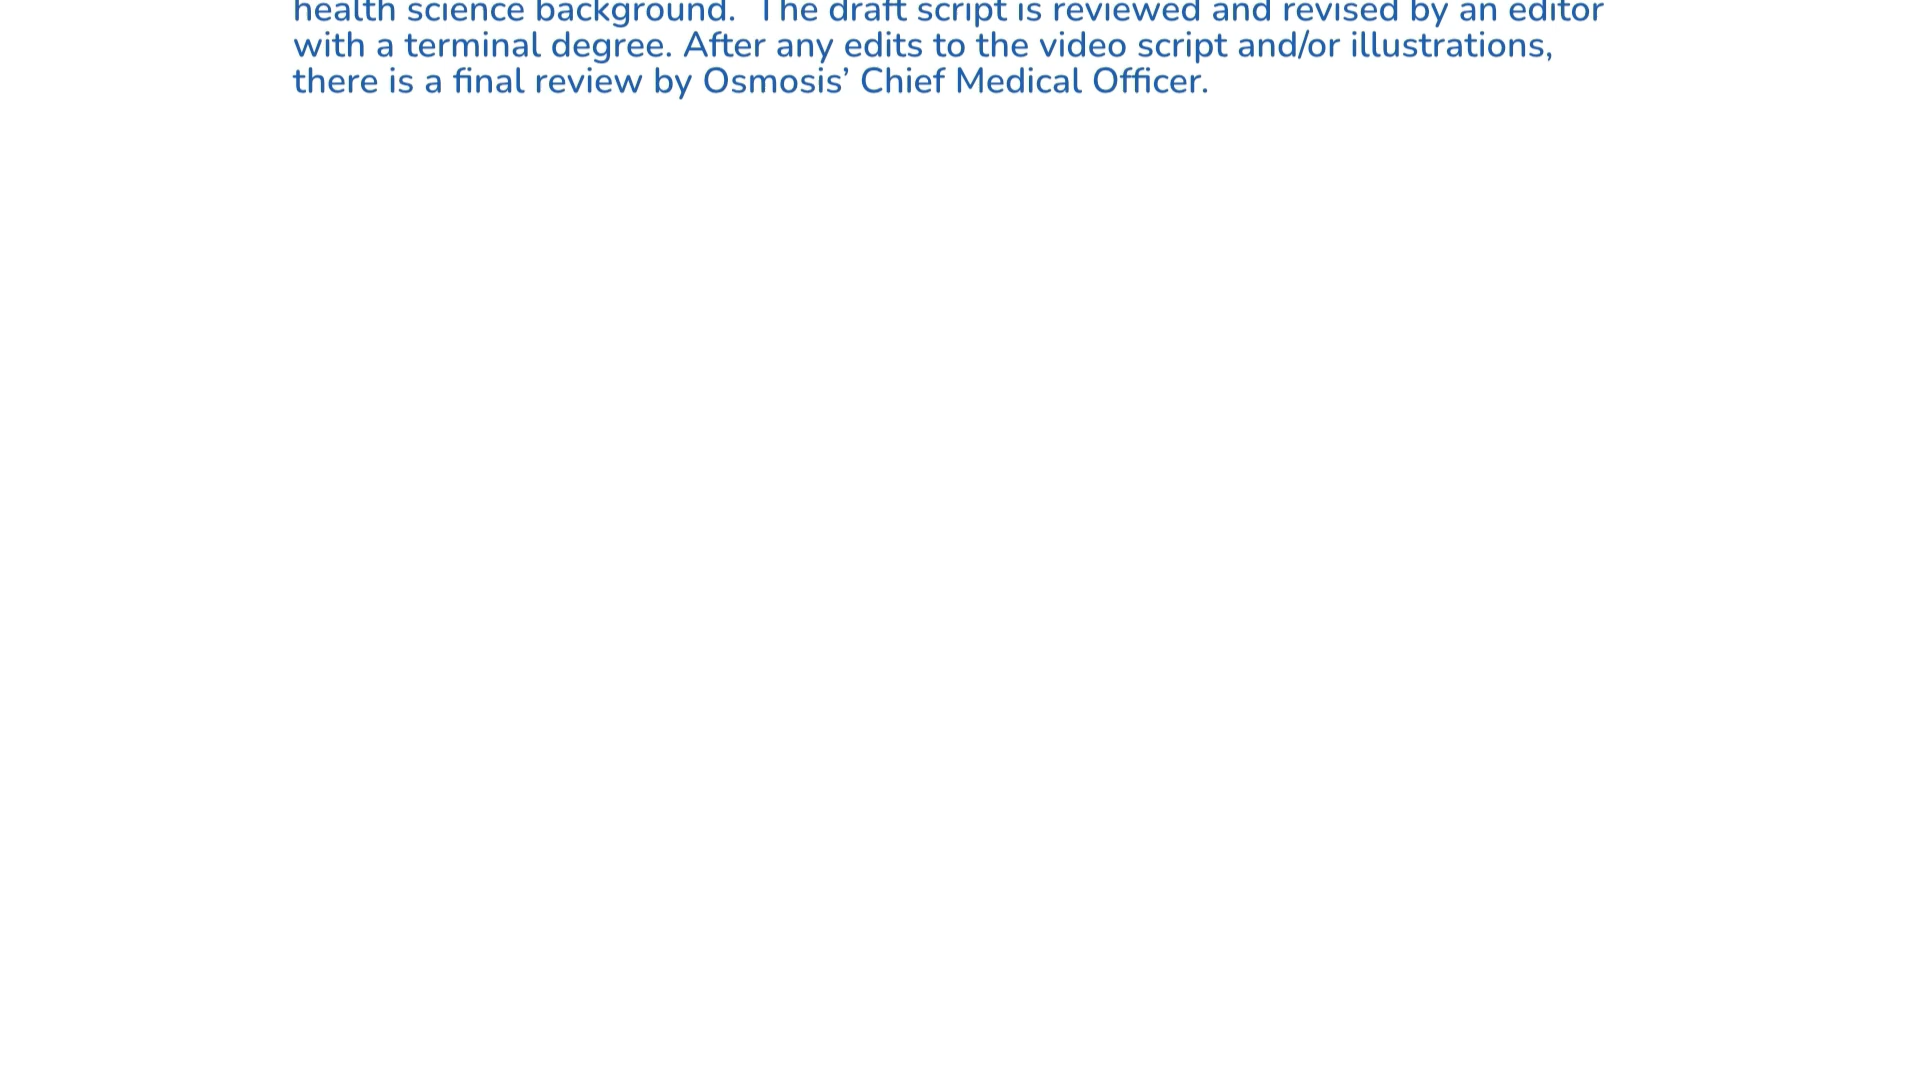 health science background.  The draft script is reviewed and revised by an editor
with a terminal degree. After any edits to the video script and/or illustrations,
there is a final review by Osmosis’ Chief Medical Officer.